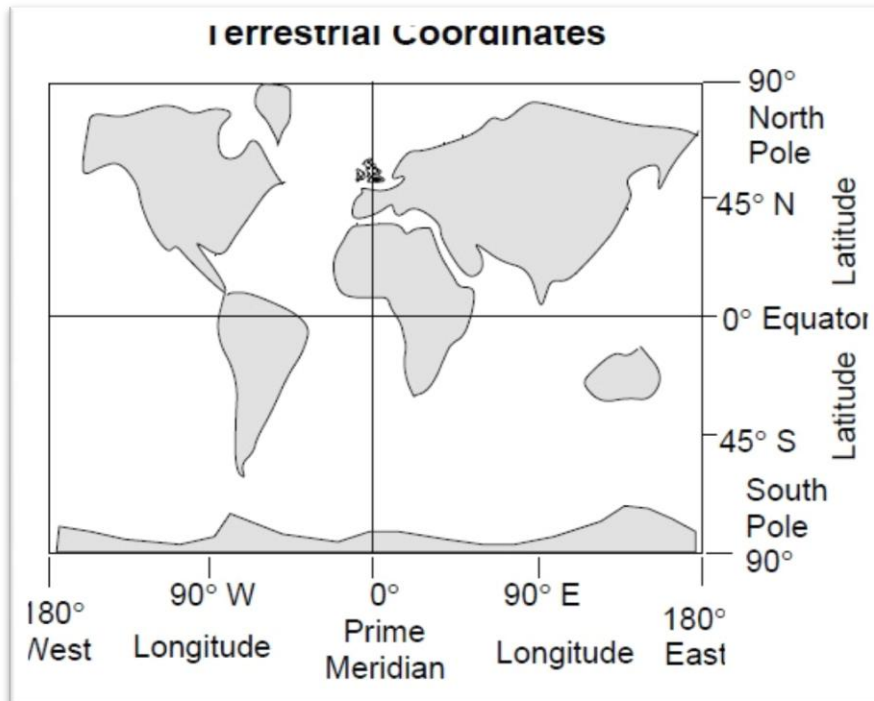 Terrestrial Coordinates
90°
North
Pole
45° N
Latitude
0° Equator
Latitude
45° S
South
Pole
90°
180°
West
Longitude
90° W
0°
Prime
Meridian
90° E
Longitude
180°
East